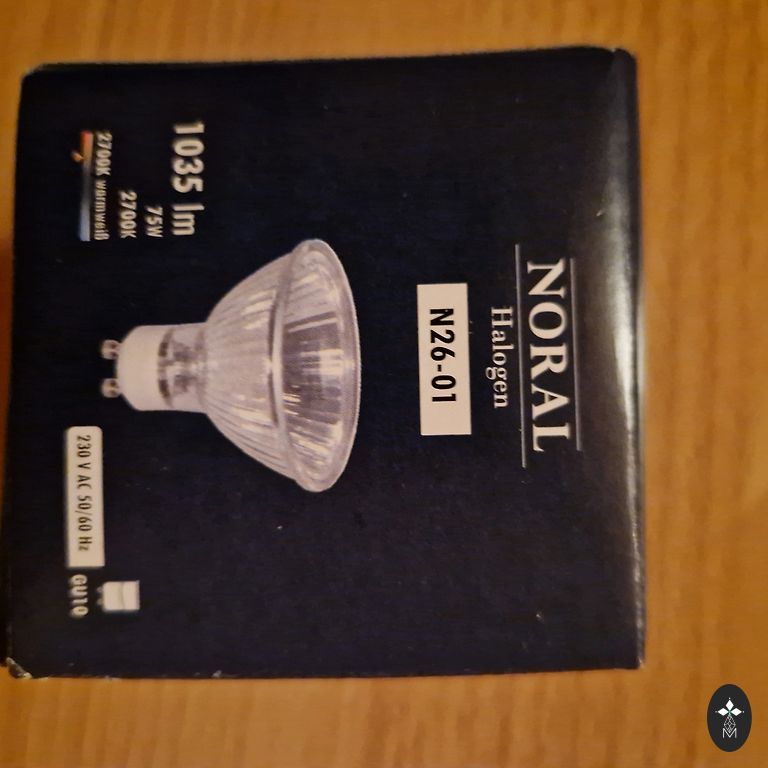 NORAL
Halogen
N26-01
1035 lm
75W
2700K
2700K warmweiß
230 V AC 50/60 Hz
GU10
M